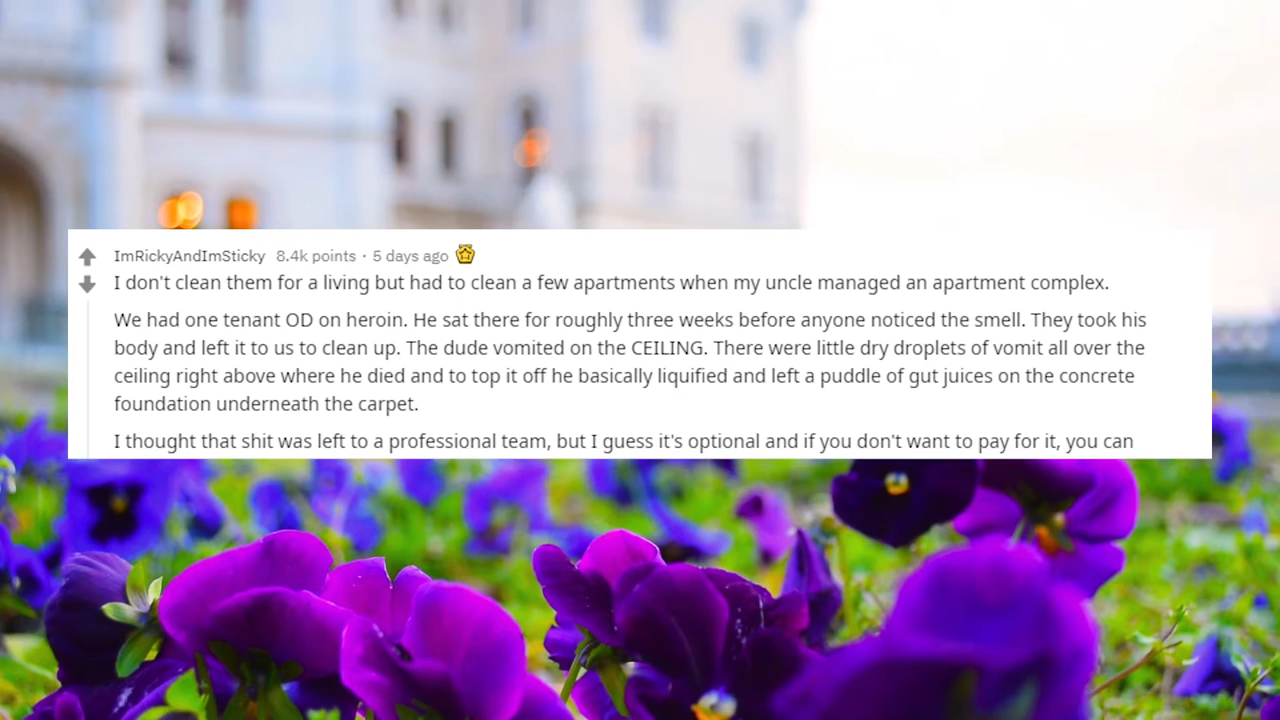 ImRickyAndImSticky 8.4k points · 5 days ago
I don't clean them for a living but had to clean a few apartments when my uncle managed an apartment complex.
We had one tenant OD on heroin. He sat there for roughly three weeks before anyone noticed the smell. They took his
body and left it to us to clean up. The dude vomited on the CEILING. There were little dry droplets of vomit all over the
ceiling right above where he died and to top it off he basically liquified and left a puddle of gut juices on the concrete
foundation underneath the carpet.
I thought that shit was left to a professional team, but I guess it's optional and if you don't want to pay for it, you can